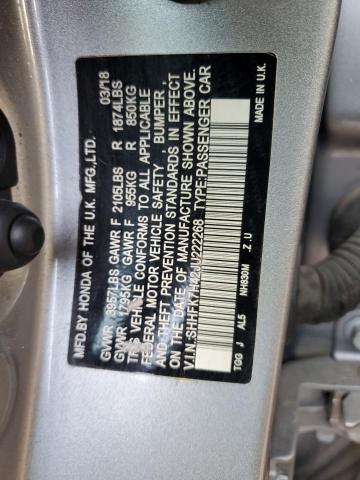 MFD.BY HONDA OF THE U.K. MFG.,LTD. 03/18
GVWR 3957LBS GAWR F 2105LBS R 1874LBS
GVWR 1795KG GAWR F 955KG R 850KG
THIS VEHICLE CONFORMS TO ALL APPLICABLE
FEDERAL MOTOR VEHICLE SAFETY, BUMPER,
AND THEFT PREVENTION STANDARDS IN EFFECT
ON THE DATE OF MANUFACTURE SHOWN ABOVE.
V.I.N.: TYPE:PASSENGER CAR
TGG J AL5 NH830M .Z.U MADE IN U.K.